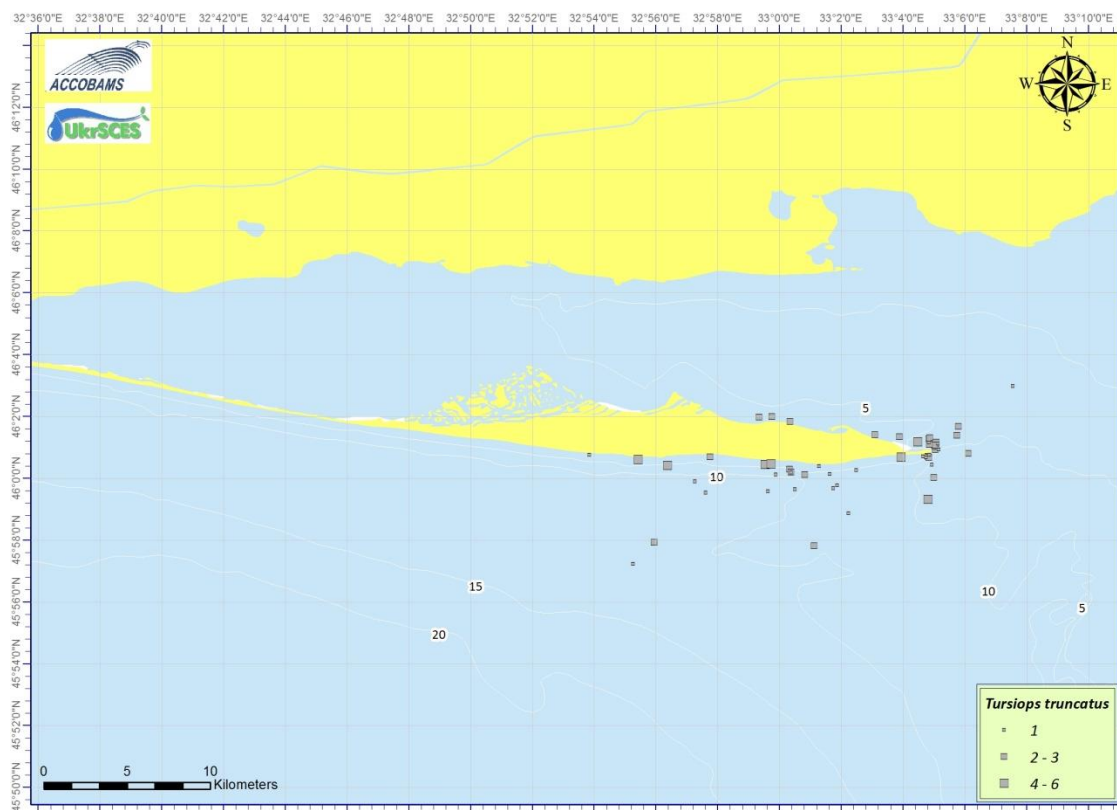 32°36'0"E 32°38'0"E 32°40'0"E 32°42'0"E 32°44'0"E 32°46'0"E 32°48'0"E 32°50'0"E 32°52'0"E 32°54'0"E 32°56'0"E 32°58'0"E 33°0'0"E 33°2'0"E 33°4'0"E 33°6'0"E 33°8'0"E 33°10'0"E
ACCOBAMS
UkrSCES
N
W E
S
46°12'0"N
46°10'0"N
46°8'0"N
46°6'0"N
46°4'0"N
46°2'0"N
46°0'0"N
45°58'0"N
45°56'0"N
45°54'0"N
45°52'0"N
45°50'0"N
5
10
15
10
5
20
Tursiops truncatus
1
2 - 3
4 - 6
0 5 10
Kilometers